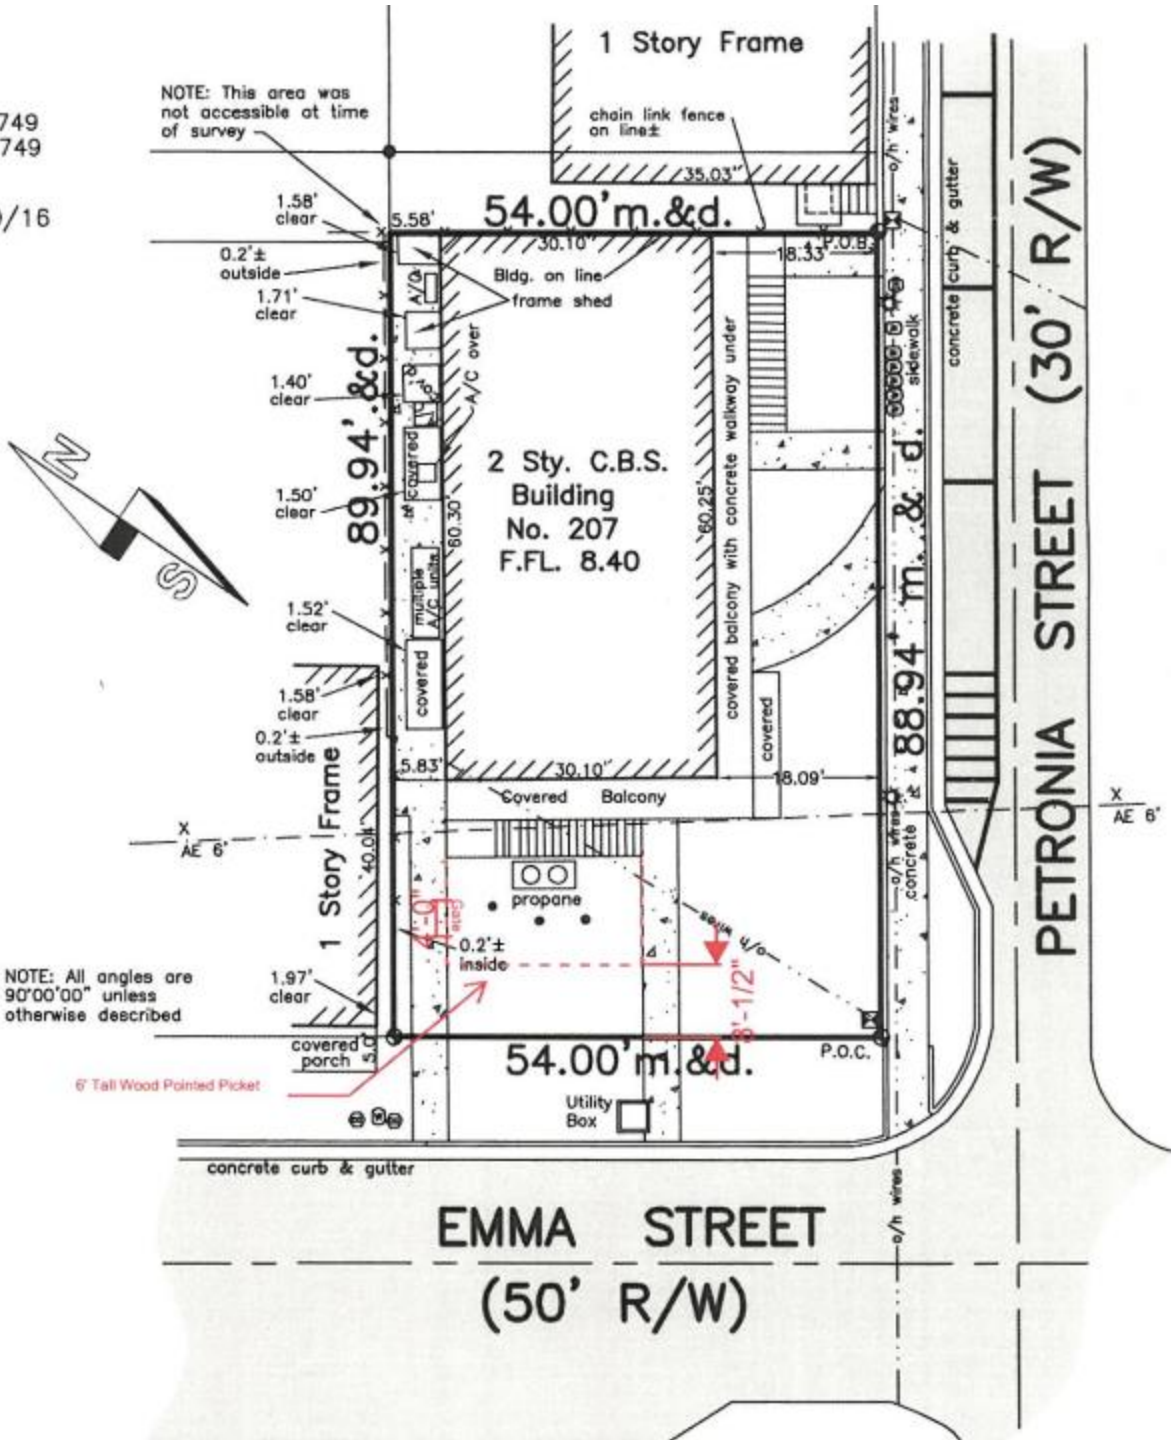 1 Story Frame
NOTE: This area was
not accessible at time
of survey
749
749
9/16
chain link fence
on line±
o/h wires
35.03'
1.58'
clear
5.58'
54.00'm.&d.
30.10'
P.O.B.
18.33'
0.2'±
outside
Bldg. on line
frame shed
A/C
1.71'
clear
A/C over
1.40'
clear
89.94' .&d.
covered
1.50'
clear
60.30'
2 Sty. C.B.S.
Building
No. 207
F.FL. 8.40
60.25'
covered balcony with concrete walkway under
sidewalk
concrete curb & gutter
PETRONIA STREET (30' R/W)
88.94' m. & d.
N
S
multiple
A/C units
1.52'
clear
covered
covered
1.58'
clear
0.2'±
outside
5.83'
30.10'
18.09'
Covered Balcony
X
AE 6'
X
AE 6'
1 Story Frame
40.04'
propane
o/h wires
o/h wires
concrete
4'-0"
Gate
0.2'±
inside
8'-1/2"
NOTE: All angles are
90°00'00" unless
otherwise described
1.97'
clear
covered
porch
5.0'
54.00'm.&d.
P.O.C.
6' Tall Wood Pointed Picket
Utility
Box
W
concrete curb & gutter
o/h wires
EMMA STREET
(50' R/W)